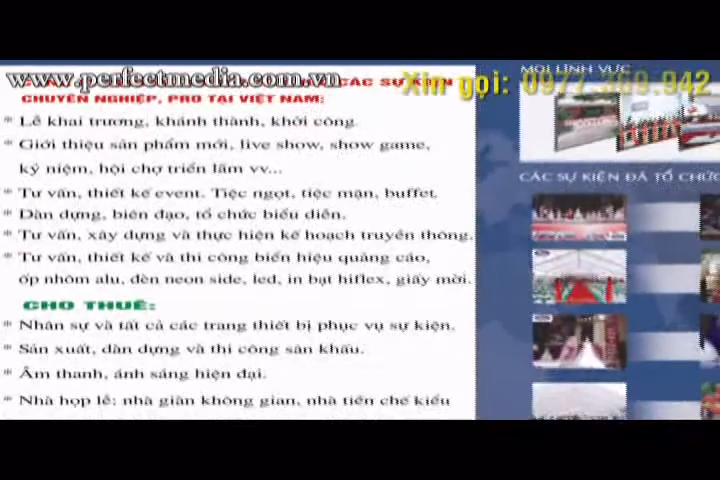 MỌI LĨNH VỰC
www.perfectmedia.com.vn
CÁC SỰ KIỆN
Xin gọi: 0977.369.942
CHUYÊN NGHIỆP, PRO TẠI VIỆT NAM:
* Lễ khai trương, khánh thành, khởi công.
* Giới thiệu sản phẩm mới, live show, show game,
kỷ niệm, hội chợ triển lãm vv...
CÁC SỰ KIỆN ĐÃ TỔ CHỨC
* Tư vấn, thiết kế event. Tiệc ngọt, tiệc mặn, buffet.
* Dàn dựng, biên đạo, tổ chức biểu diễn.
* Tư vấn, xây dựng và thực hiện kế hoạch truyền thông.
* Tư vấn, thiết kế và thi công biển hiệu quảng cáo,
ốp nhôm alu, đèn neon side, led, in bạt hiflex, giấy mời.
CHO THUÊ:
* Nhân sự và tất cả các trang thiết bị phục vụ sự kiện.
* Sản xuất, dàn dựng và thi công sân khấu.
* Âm thanh, ánh sáng hiện đại.
* Nhà họp lễ: nhà giàn không gian, nhà tiền chế kiểu